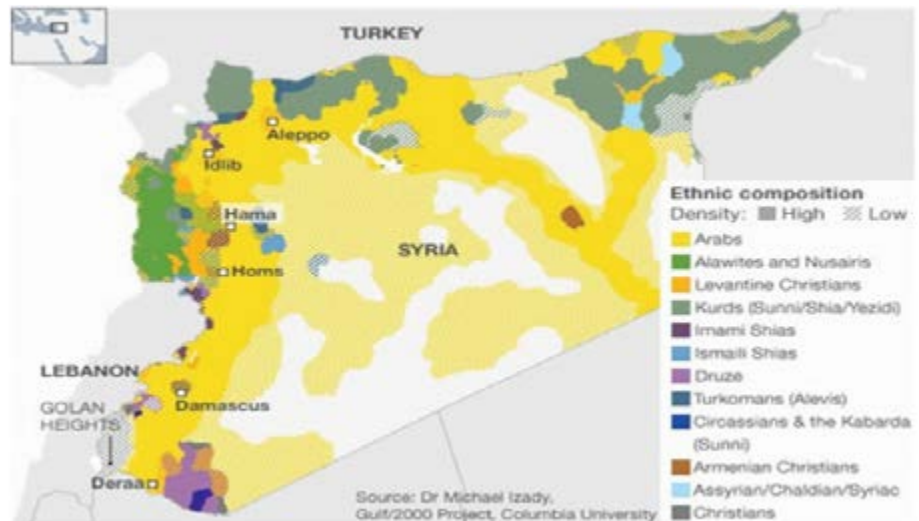 TURKEY
Aleppo
Idlib
Hama
SYRIA
Homs
LEBANON
GOLAN
HEIGHTS
Damascus
Deraa
Ethnic composition
Density: High Low
Arabs
Alawites and Nusairis
Levantine Christians
Kurds (Sunni/Shia/Yezidi)
Imami Shias
Ismaili Shias
Druze
Turkomans (Alevis)
Circassians & the Kabarda
(Sunni)
Armenian Christians
Assyrian/Chaldian/Syriac
Christians
Source: Dr Michael Izady,
Gulf/2000 Project, Columbia University